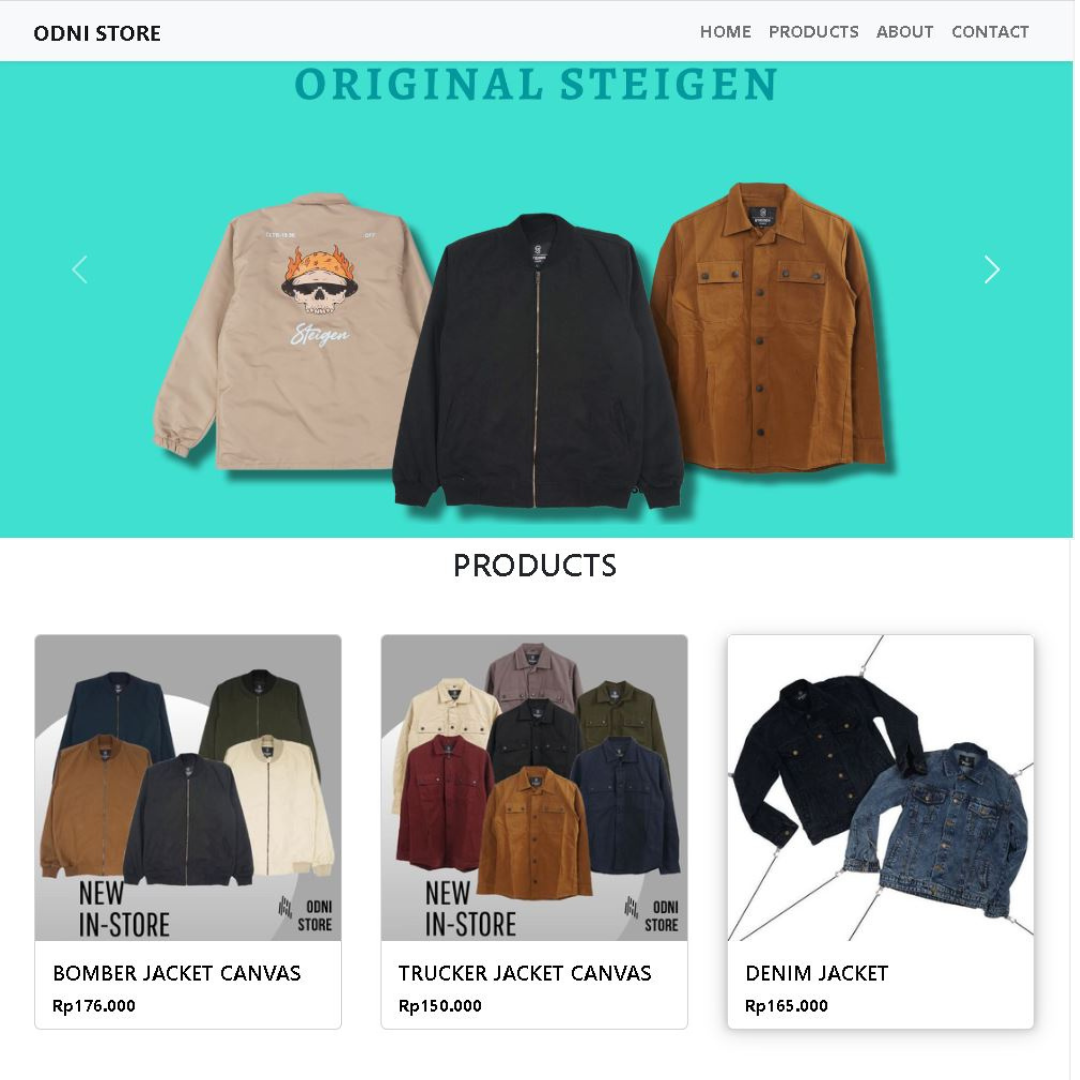 ODNI STORE
HOME PRODUCTS ABOUT CONTACT
ORIGINAL STEIGEN
Steigen
PRODUCTS
NEW
IN-STORE
ODNI
STORE
NEW
IN-STORE
ODNI
STORE
BOMBER JACKET CANVAS
Rp176.000
TRUCKER JACKET CANVAS
Rp150.000
DENIM JACKET
Rp165.000